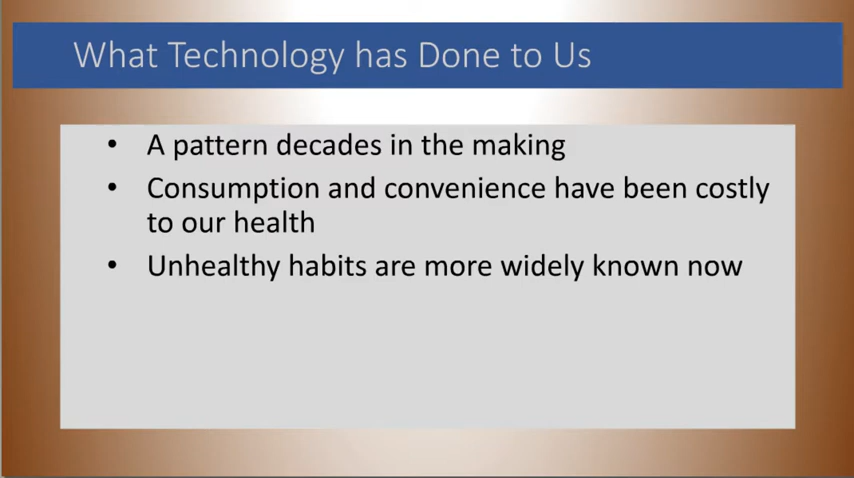 What Technology has Done to Us
• A pattern decades in the making
• Consumption and convenience have been costly
to our health
• Unhealthy habits are more widely known now